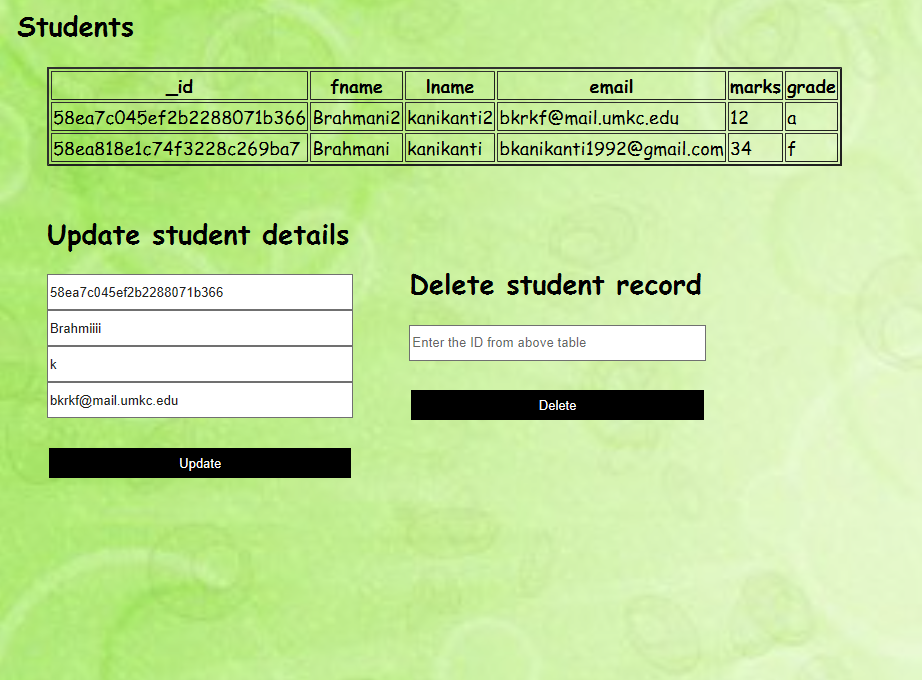 Students
_id fname lname email marks grade
58ea7c045ef2b2288071b366 Brahmani2 kanikanti2 bkrkf@mail.umkc.edu 12 a
58ea818e1c74f3228c269ba7 Brahmani kanikanti bkanikanti1992@gmail.com 34 f
Update student details
58ea7c045ef2b2288071b366
Brahmiiii
k
bkrkf@mail.umkc.edu
Update
Delete student record
Enter the ID from above table
Delete